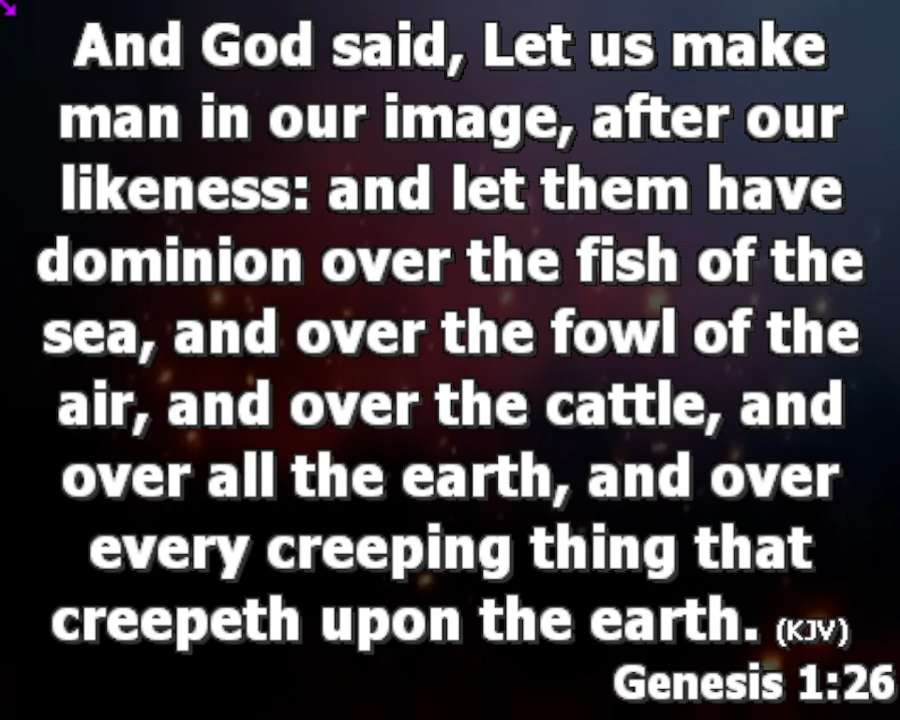 And God said, Let us make
man in our image, after our
likeness: and let them have
dominion over the fish of the
sea, and over the fowl of the
air, and over the cattle, and
over all the earth, and over
every creeping thing that
creepeth upon the earth. (KJV)
Genesis 1:26